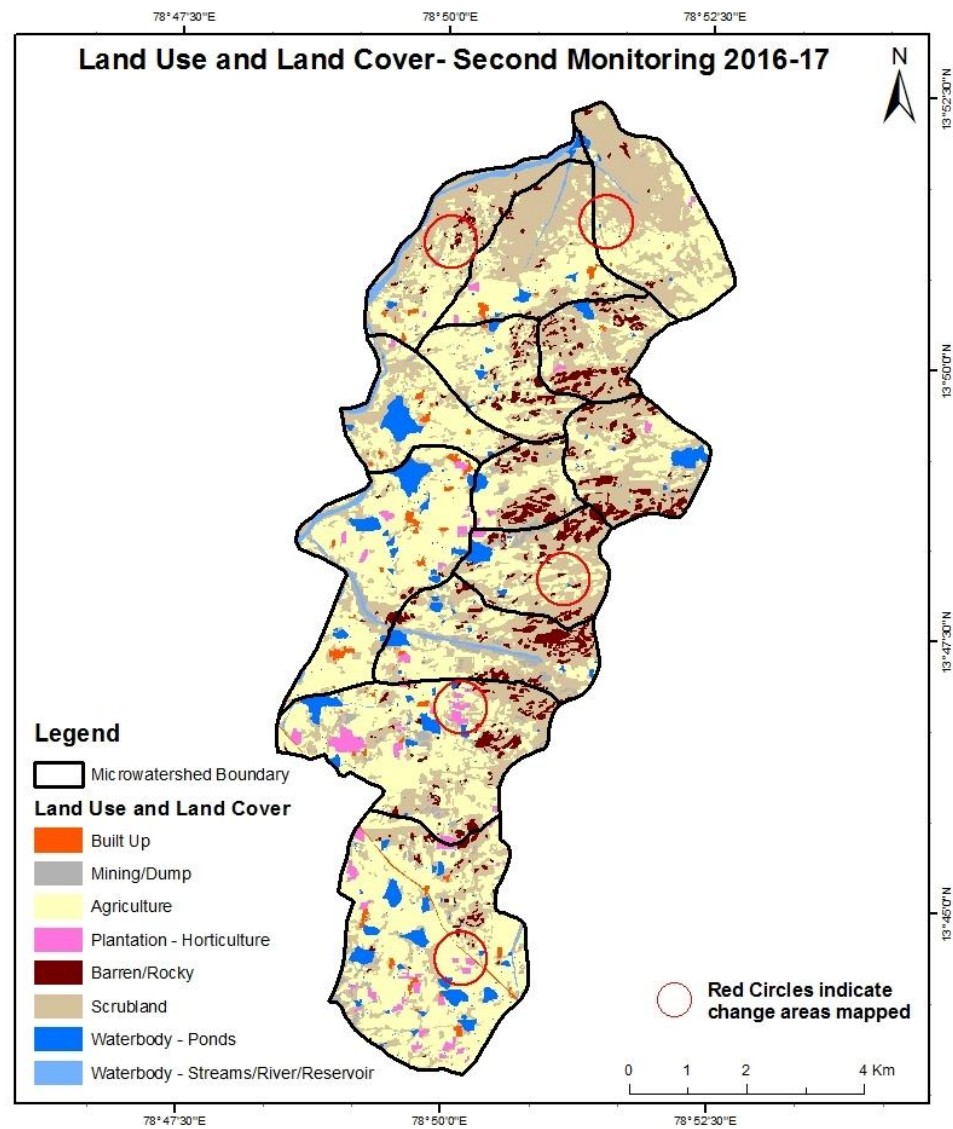 78°47'30"E 78°50'0"E 78°52'30"E
Land Use and Land Cover- Second Monitoring 2016-17
N
13°52'30"N
13°50'0"N
13°47'30"N
13°45'0"N
Legend
Microwatershed Boundary
Land Use and Land Cover
Built Up
Mining/Dump
Agriculture
Plantation - Horticulture
Barren/Rocky
Scrubland
Waterbody - Ponds
Waterbody - Streams/River/Reservoir
Red Circles indicate
change areas mapped
0 1 2 4 Km
78°47'30"E 78°50'0"E 78°52'30"E